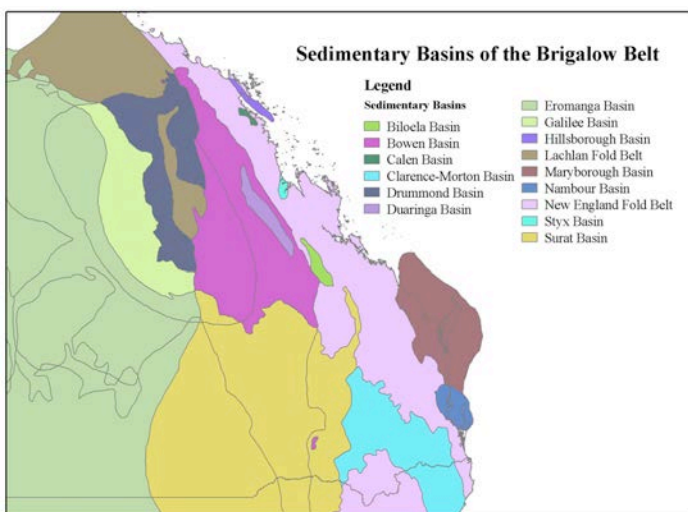 Sedimentary Basins of the Brigalow Belt
Legend
Sedimentary Basins
Biloela Basin
Bowen Basin
Calen Basin
Clarence-Morton Basin
Drummond Basin
Duaringa Basin
Eromanga Basin
Galilee Basin
Hillsborough Basin
Lachlan Fold Belt
Maryborough Basin
Nambour Basin
New England Fold Belt
Styx Basin
Surat Basin